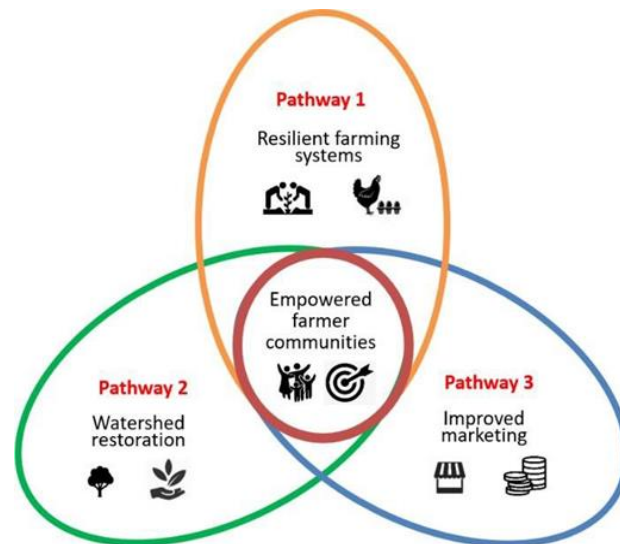 Pathway 1
Resilient farming
systems
Empowered
farmer
communities
Pathway 2
Watershed
restoration
Pathway 3
Improved
marketing